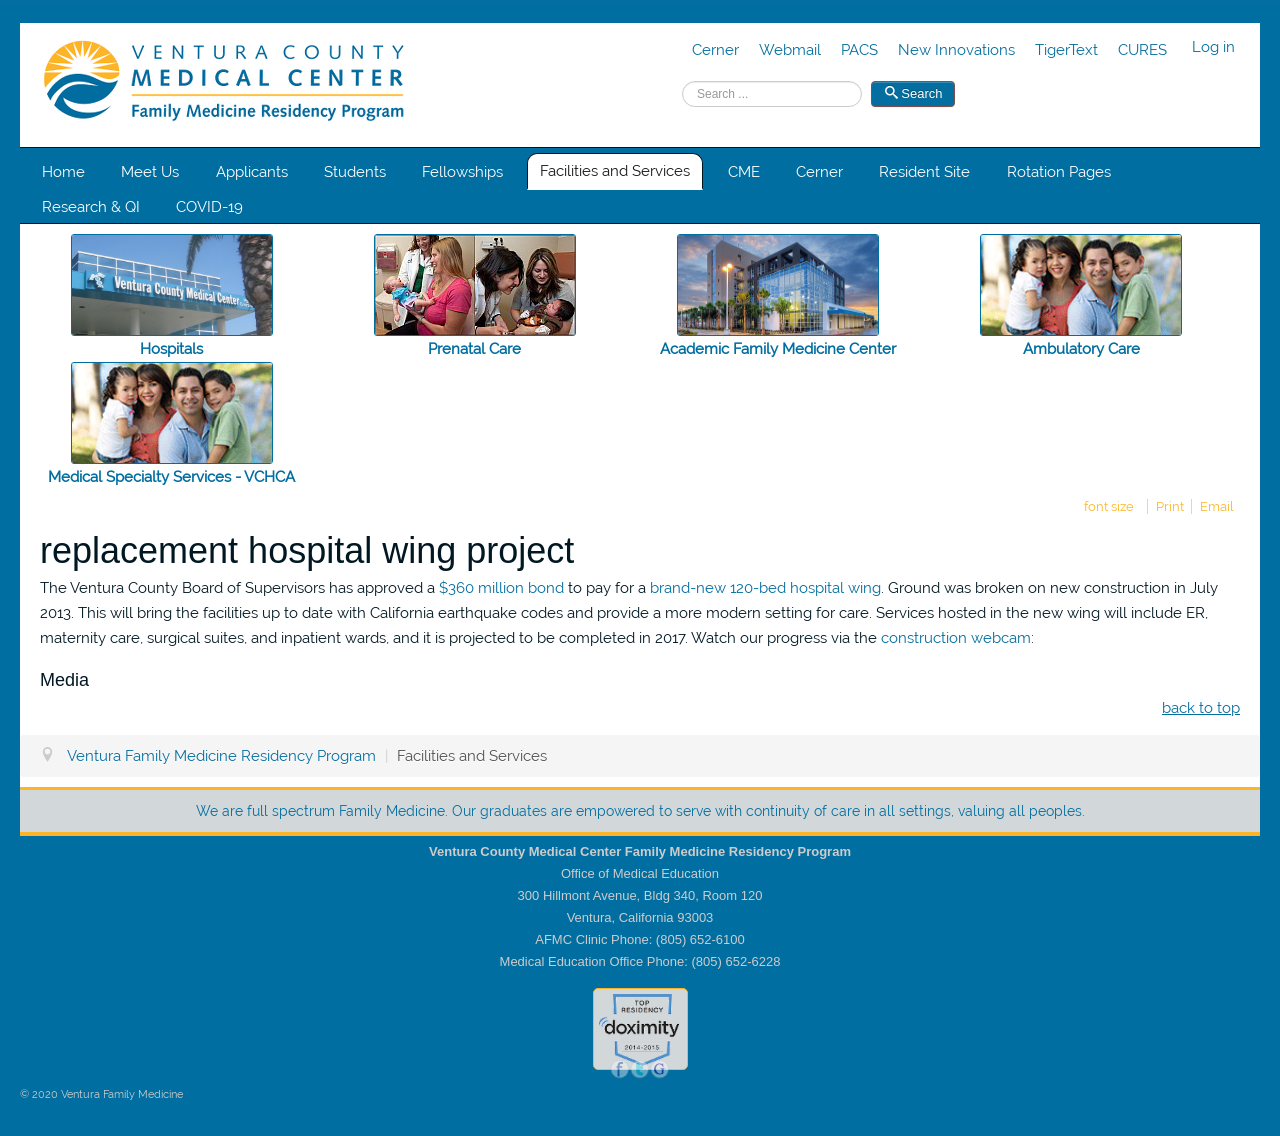 VENTURA COUNTY
MEDICAL CENTER
Family Medicine Residency Program
Cerner Webmail PACS New Innovations TigerText CURES Log in
Search ... Search
Home Meet Us Applicants Students Fellowships Facilities and Services CME Cerner Resident Site Rotation Pages
Research & QI COVID-19
Ventura County Medical Center
Hospitals Prenatal Care Academic Family Medicine Center Ambulatory Care
Medical Specialty Services - VCHCA
font size Print Email
replacement hospital wing project
The Ventura County Board of Supervisors has approved a $360 million bond to pay for a brand-new 120-bed hospital wing. Ground was broken on new construction in July
2013. This will bring the facilities up to date with California earthquake codes and provide a more modern setting for care. Services hosted in the new wing will include ER,
maternity care, surgical suites, and inpatient wards, and it is projected to be completed in 2017. Watch our progress via the construction webcam:
Media
back to top
Ventura Family Medicine Residency Program | Facilities and Services
We are full spectrum Family Medicine. Our graduates are empowered to serve with continuity of care in all settings, valuing all peoples.
Ventura County Medical Center Family Medicine Residency Program
Office of Medical Education
300 Hillmont Avenue, Bldg 340, Room 120
Ventura, California 93003
AFMC Clinic Phone: (805) 652-6100
Medical Education Office Phone: (805) 652-6228
TOP
RESIDENCY
doximity
2014-2015
f t G
© 2020 Ventura Family Medicine